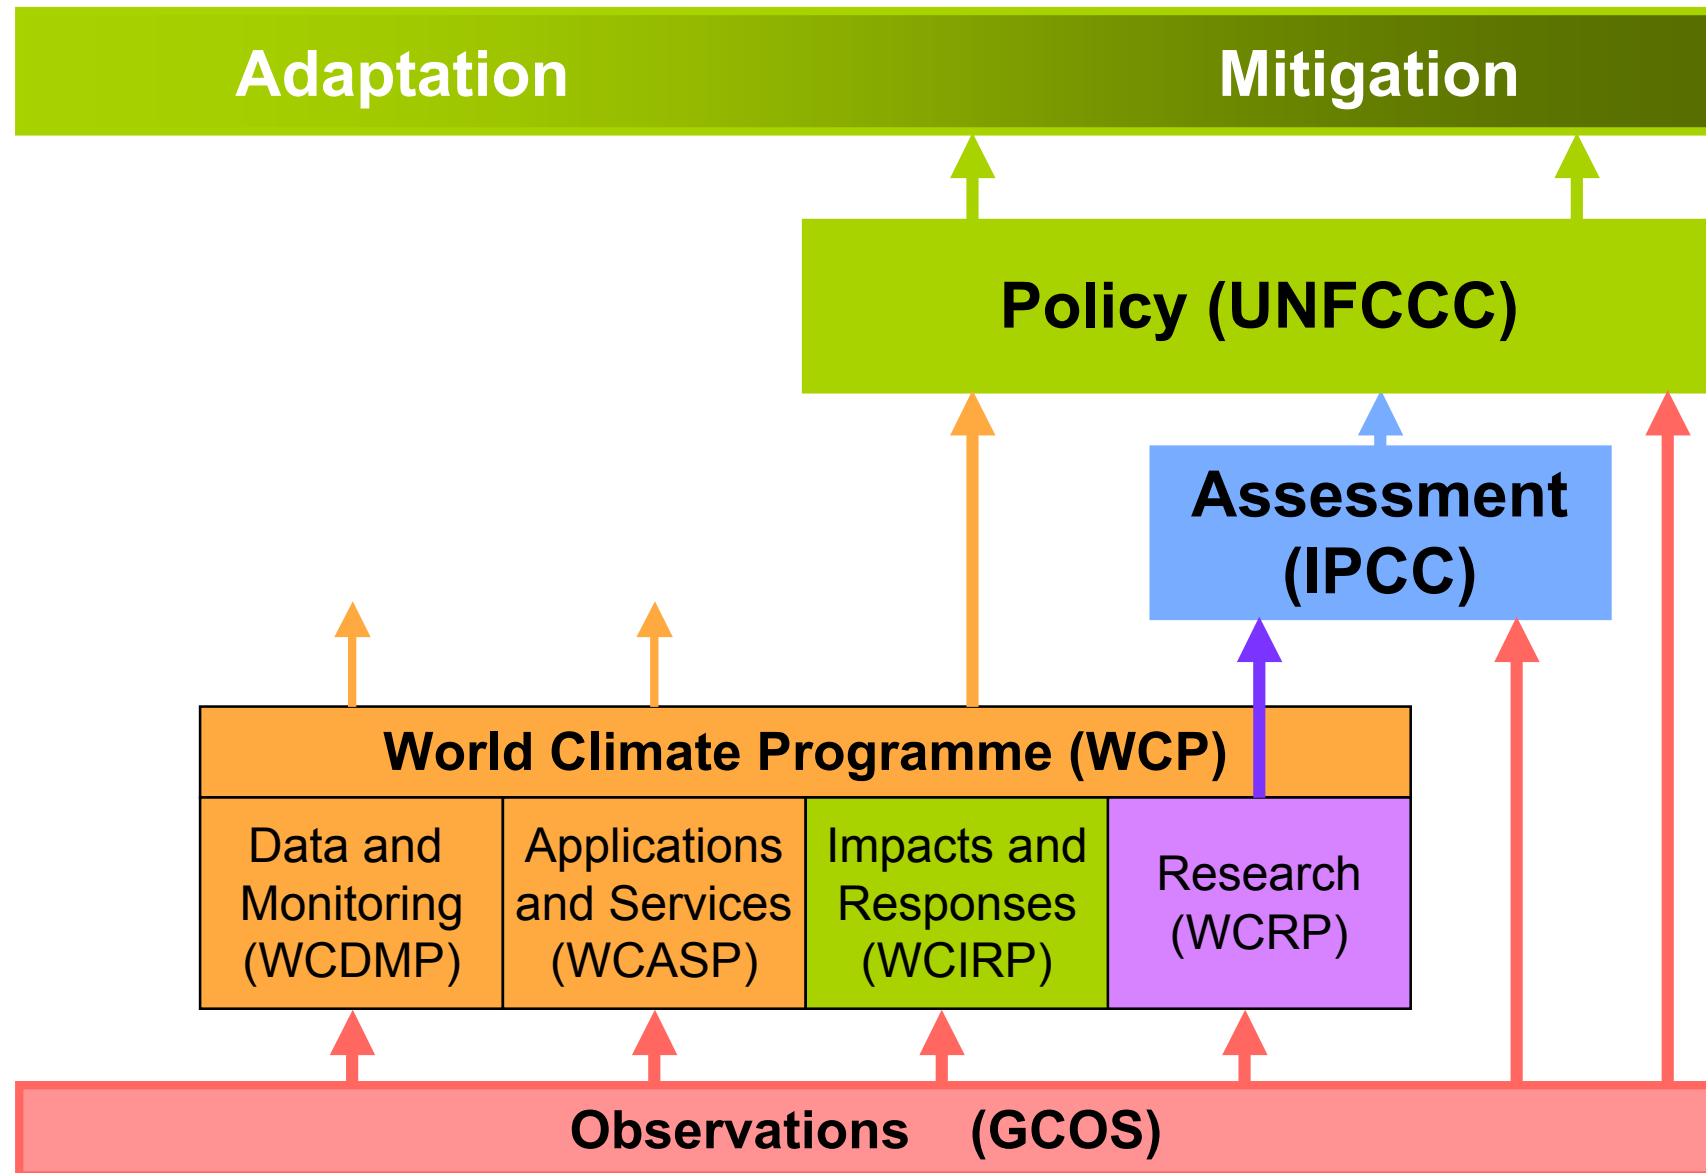 Adaptation Mitigation
Policy (UNFCCC)
Assessment
(IPCC)
World Climate Programme (WCP)
Data and
Monitoring
(WCDMP)
Applications
and Services
(WCASP)
Impacts and
Responses
(WCIRP)
Research
(WCRP)
Observations (GCOS)